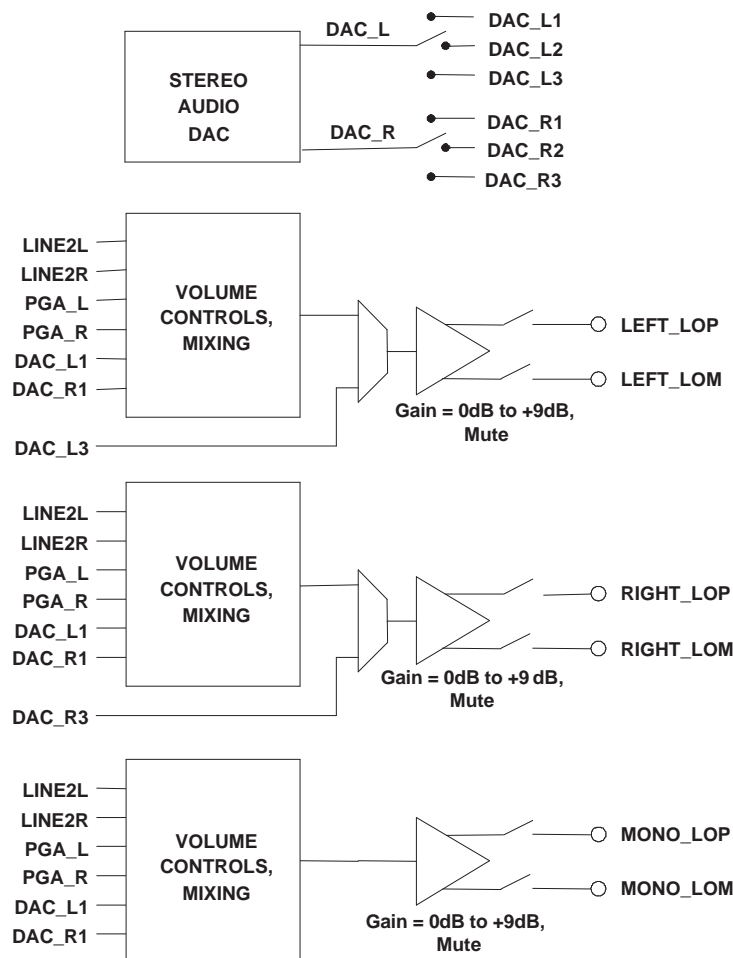 DAC_L
DAC_L1
DAC_L2
DAC_L3
STEREO
AUDIO
DAC
DAC_R
DAC_R1
DAC_R2
DAC_R3
LINE2L
LINE2R
PGA_L
PGA_R
DAC_L1
DAC_R1
DAC_L3
VOLUME
CONTROLS,
MIXING
LEFT_LOP
LEFT_LOM
Gain = 0dB to +9dB,
Mute
LINE2L
LINE2R
PGA_L
PGA_R
DAC_L1
DAC_R1
DAC_R3
VOLUME
CONTROLS,
MIXING
RIGHT_LOP
RIGHT_LOM
Gain = 0dB to +9 dB,
Mute
LINE2L
LINE2R
PGA_L
PGA_R
DAC_L1
DAC_R1
VOLUME
CONTROLS,
MIXING
MONO_LOP
MONO_LOM
Gain = 0dB to +9dB,
Mute